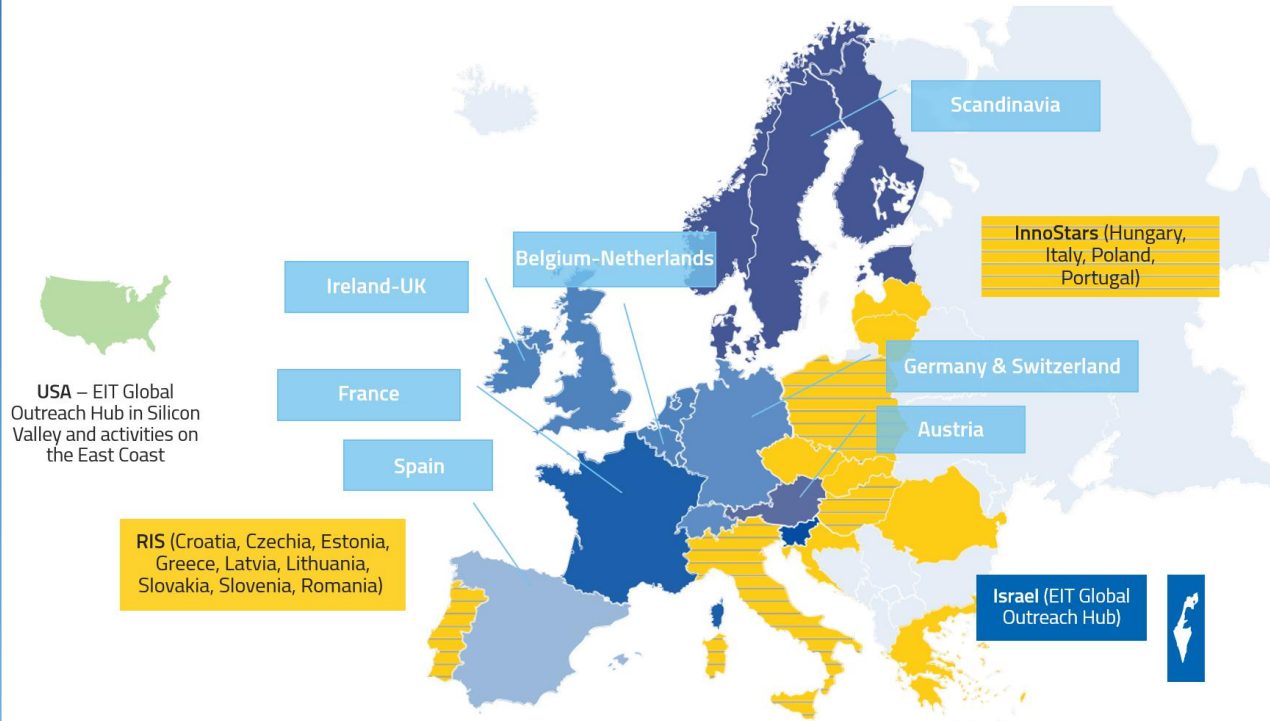 Scandinavia
InnoStars (Hungary,
Italy, Poland,
Portugal)
Belgium-Netherlands
Ireland-UK
Germany & Switzerland
France
Austria
Spain
USA – EIT Global
Outreach Hub in Silicon
Valley and activities on
the East Coast
RIS (Croatia, Czechia, Estonia,
Greece, Latvia, Lithuania,
Slovakia, Slovenia, Romania)
Israel (EIT Global
Outreach Hub)